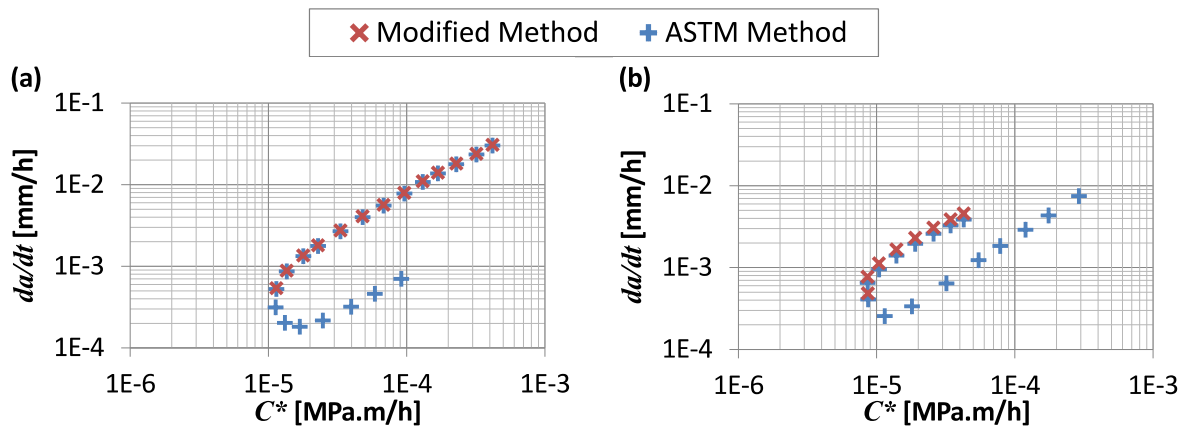 Modified Method ASTM Method
(a) (b)
1E-1 1E-1
1E-2 1E-2
1E-3 1E-3
1E-4 1E-4
da/dt [mm/h] da/dt [mm/h]
1E-6 1E-5 1E-4 1E-3 1E-6 1E-5 1E-4 1E-3
C* [MPa.m/h] C* [MPa.m/h]